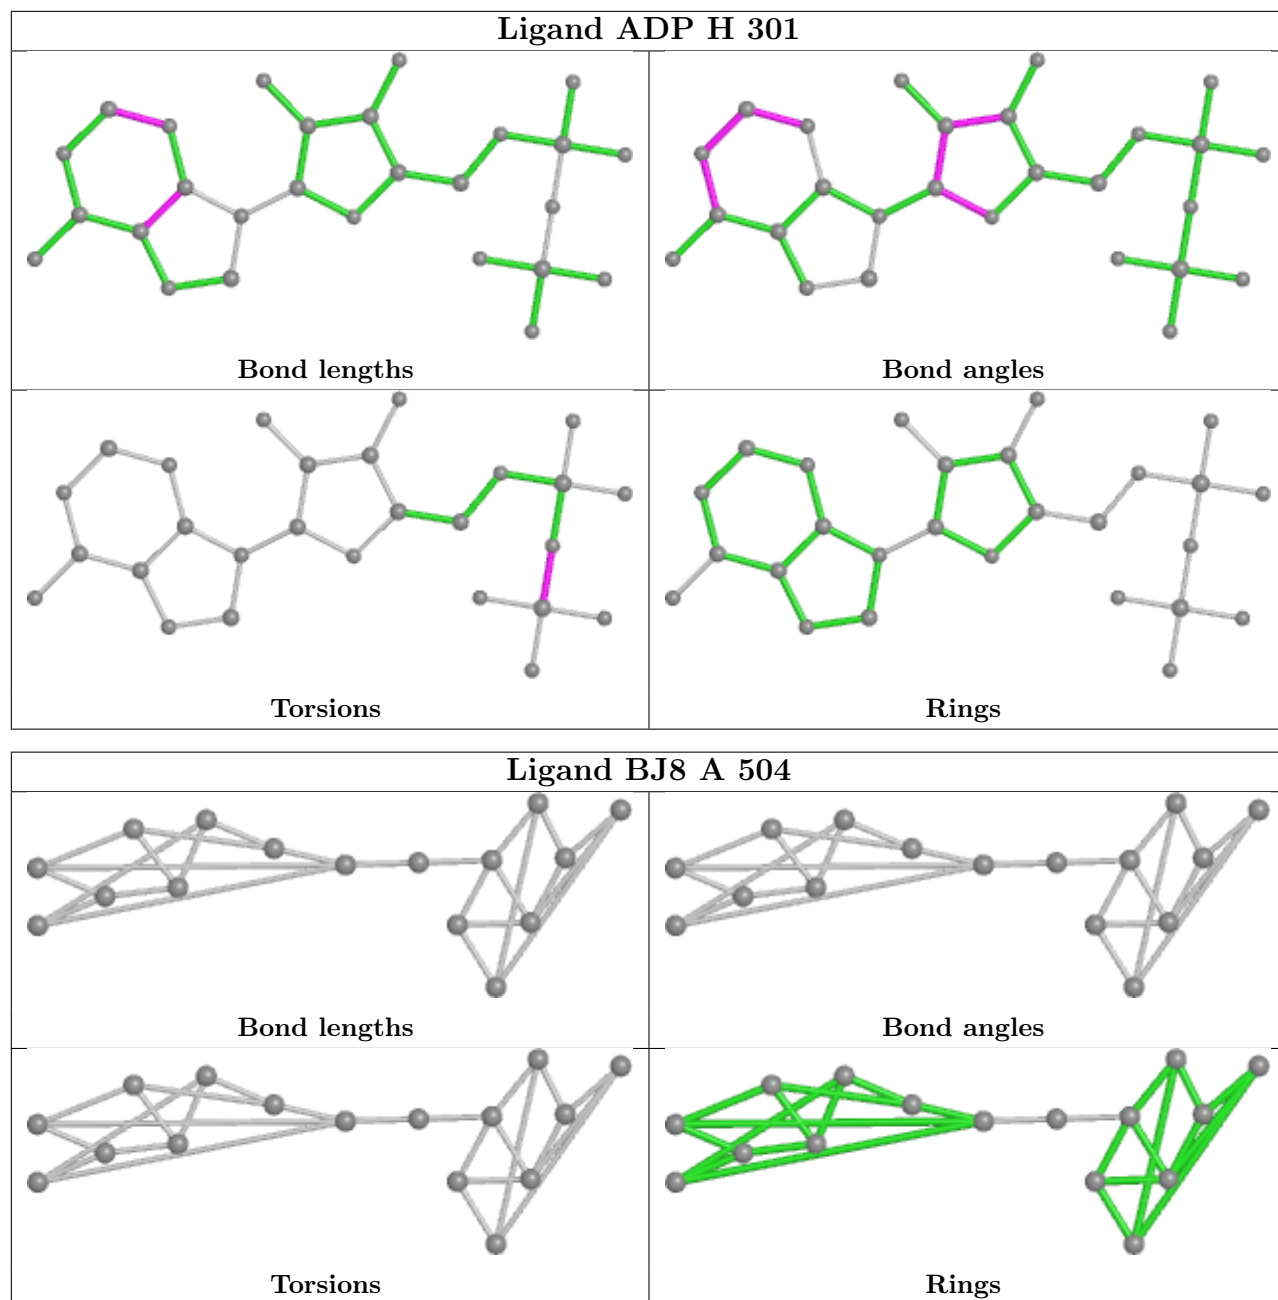 Ligand ADP H 301
Bond lengths
Bond angles
Torsions
Rings
Ligand BJ8 A 504
Bond lengths
Bond angles
Torsions
Rings